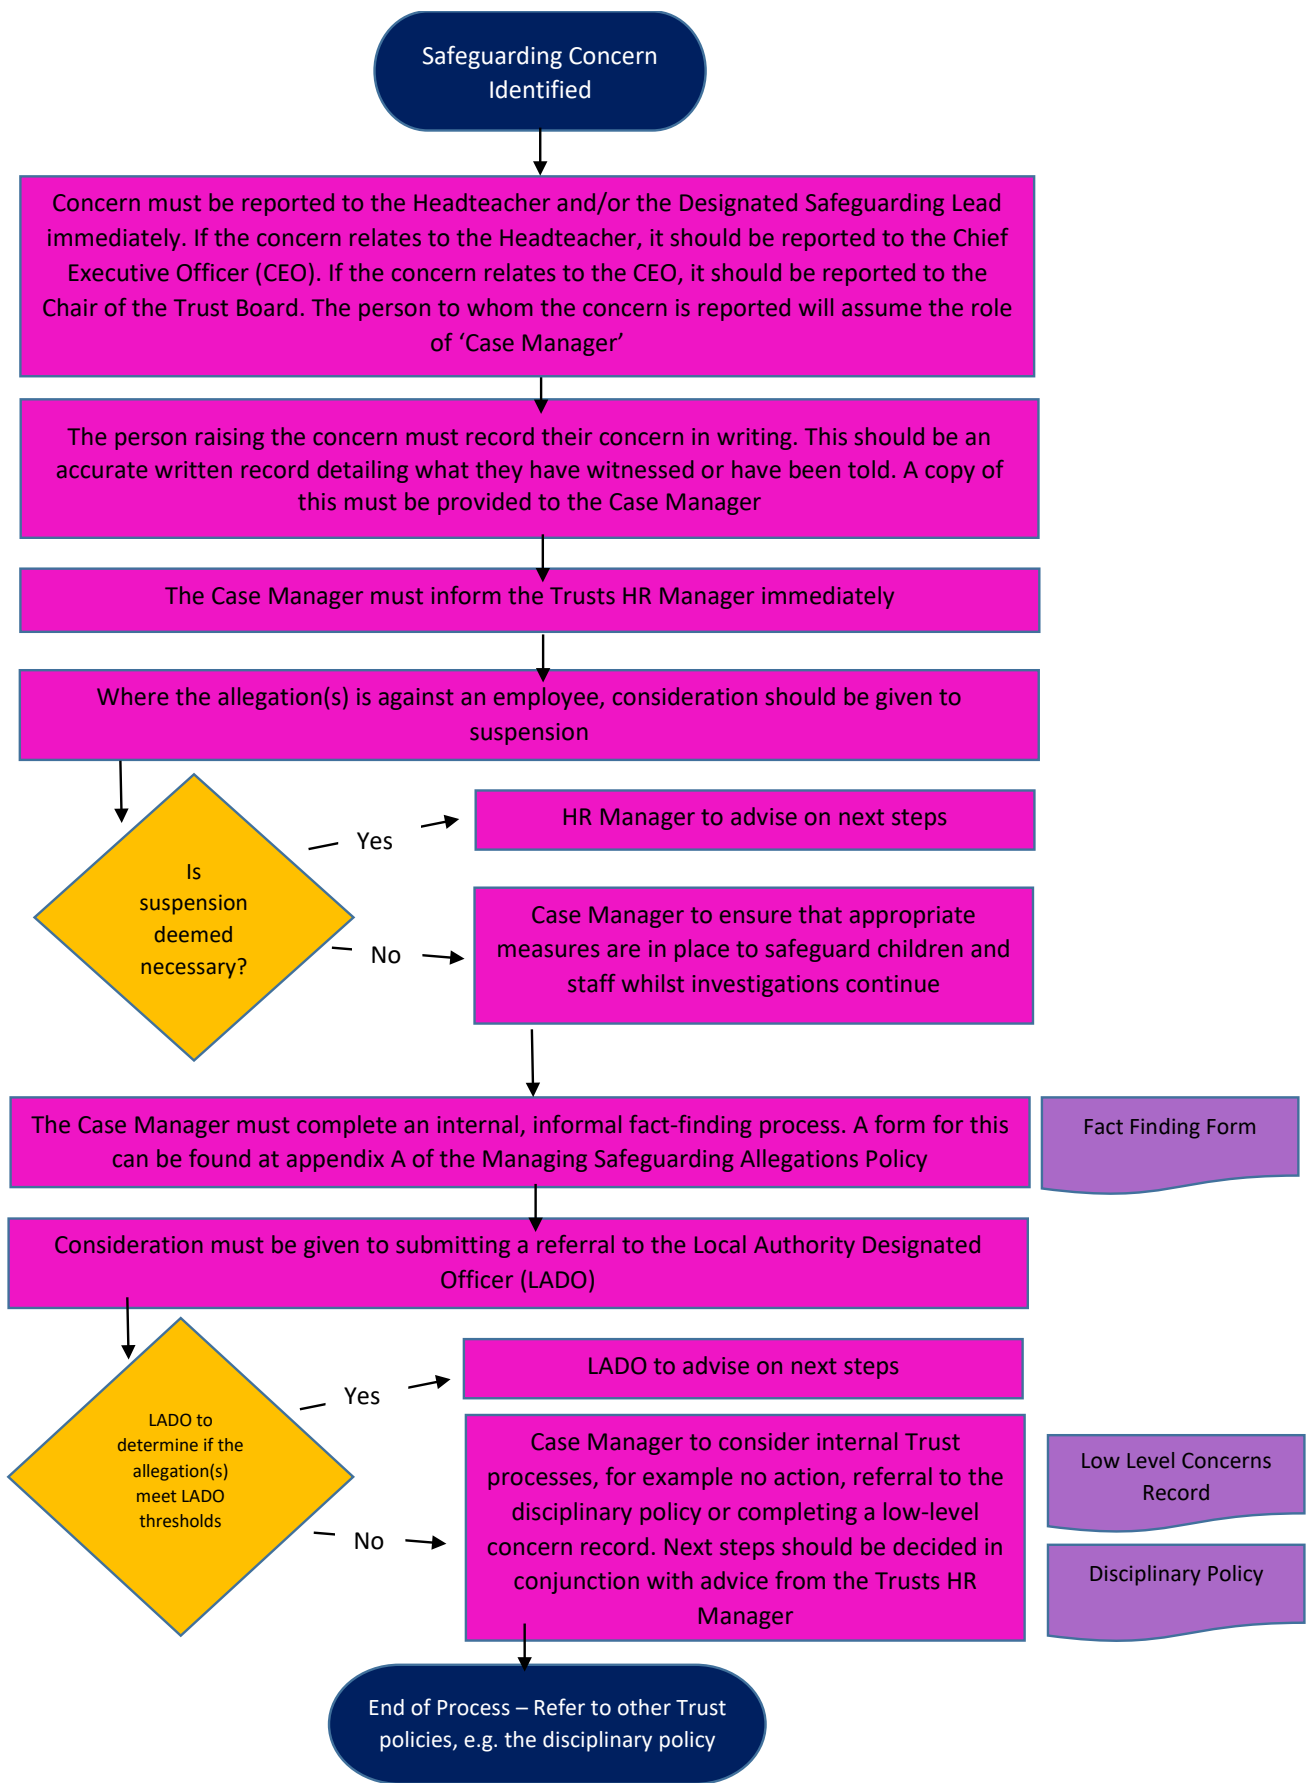 Safeguarding Concern
Identified
Concern must be reported to the Headteacher and/or the Designated Safeguarding Lead
immediately. If the concern relates to the Headteacher, it should be reported to the Chief
Executive Officer (CEO). If the concern relates to the CEO, it should be reported to the
Chair of the Trust Board. The person to whom the concern is reported will assume the role
of ‘Case Manager’
The person raising the concern must record their concern in writing. This should be an
accurate written record detailing what they have witnessed or have been told. A copy of
this must be provided to the Case Manager
The Case Manager must inform the Trusts HR Manager immediately
Where the allegation(s) is against an employee, consideration should be given to
suspension
Is
suspension
deemed
necessary?
Yes
HR Manager to advise on next steps
No
Case Manager to ensure that appropriate
measures are in place to safeguard children and
staff whilst investigations continue
The Case Manager must complete an internal, informal fact-finding process. A form for this
can be found at appendix A of the Managing Safeguarding Allegations Policy
Fact Finding Form
Consideration must be given to submitting a referral to the Local Authority Designated
Officer (LADO)
LADO to
determine if the
allegation(s)
meet LADO
thresholds
Yes
LADO to advise on next steps
No
Case Manager to consider internal Trust
processes, for example no action, referral to the
disciplinary policy or completing a low-level
concern record. Next steps should be decided in
conjunction with advice from the Trusts HR
Manager
Low Level Concerns
Record
Disciplinary Policy
End of Process – Refer to other Trust
policies, e.g. the disciplinary policy